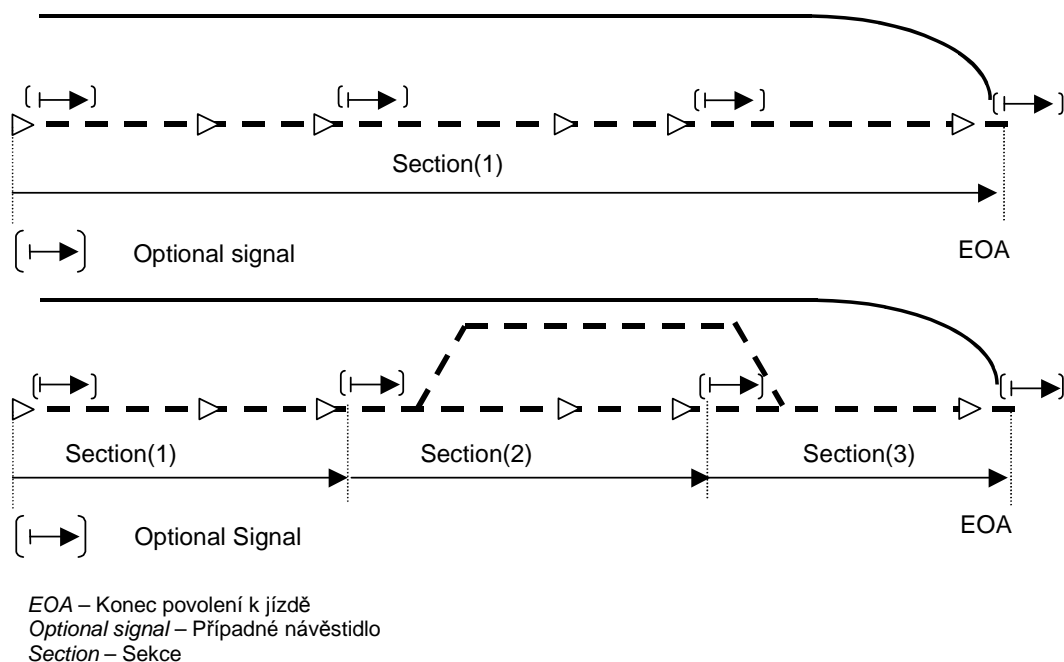 Section(1)
Optional signal
EOA
Section(1) Section(2) Section(3)
Optional Signal
EOA
EOA – Konec povolení k jízdě
Optional signal – Případné návěstidlo
Section – Sekce